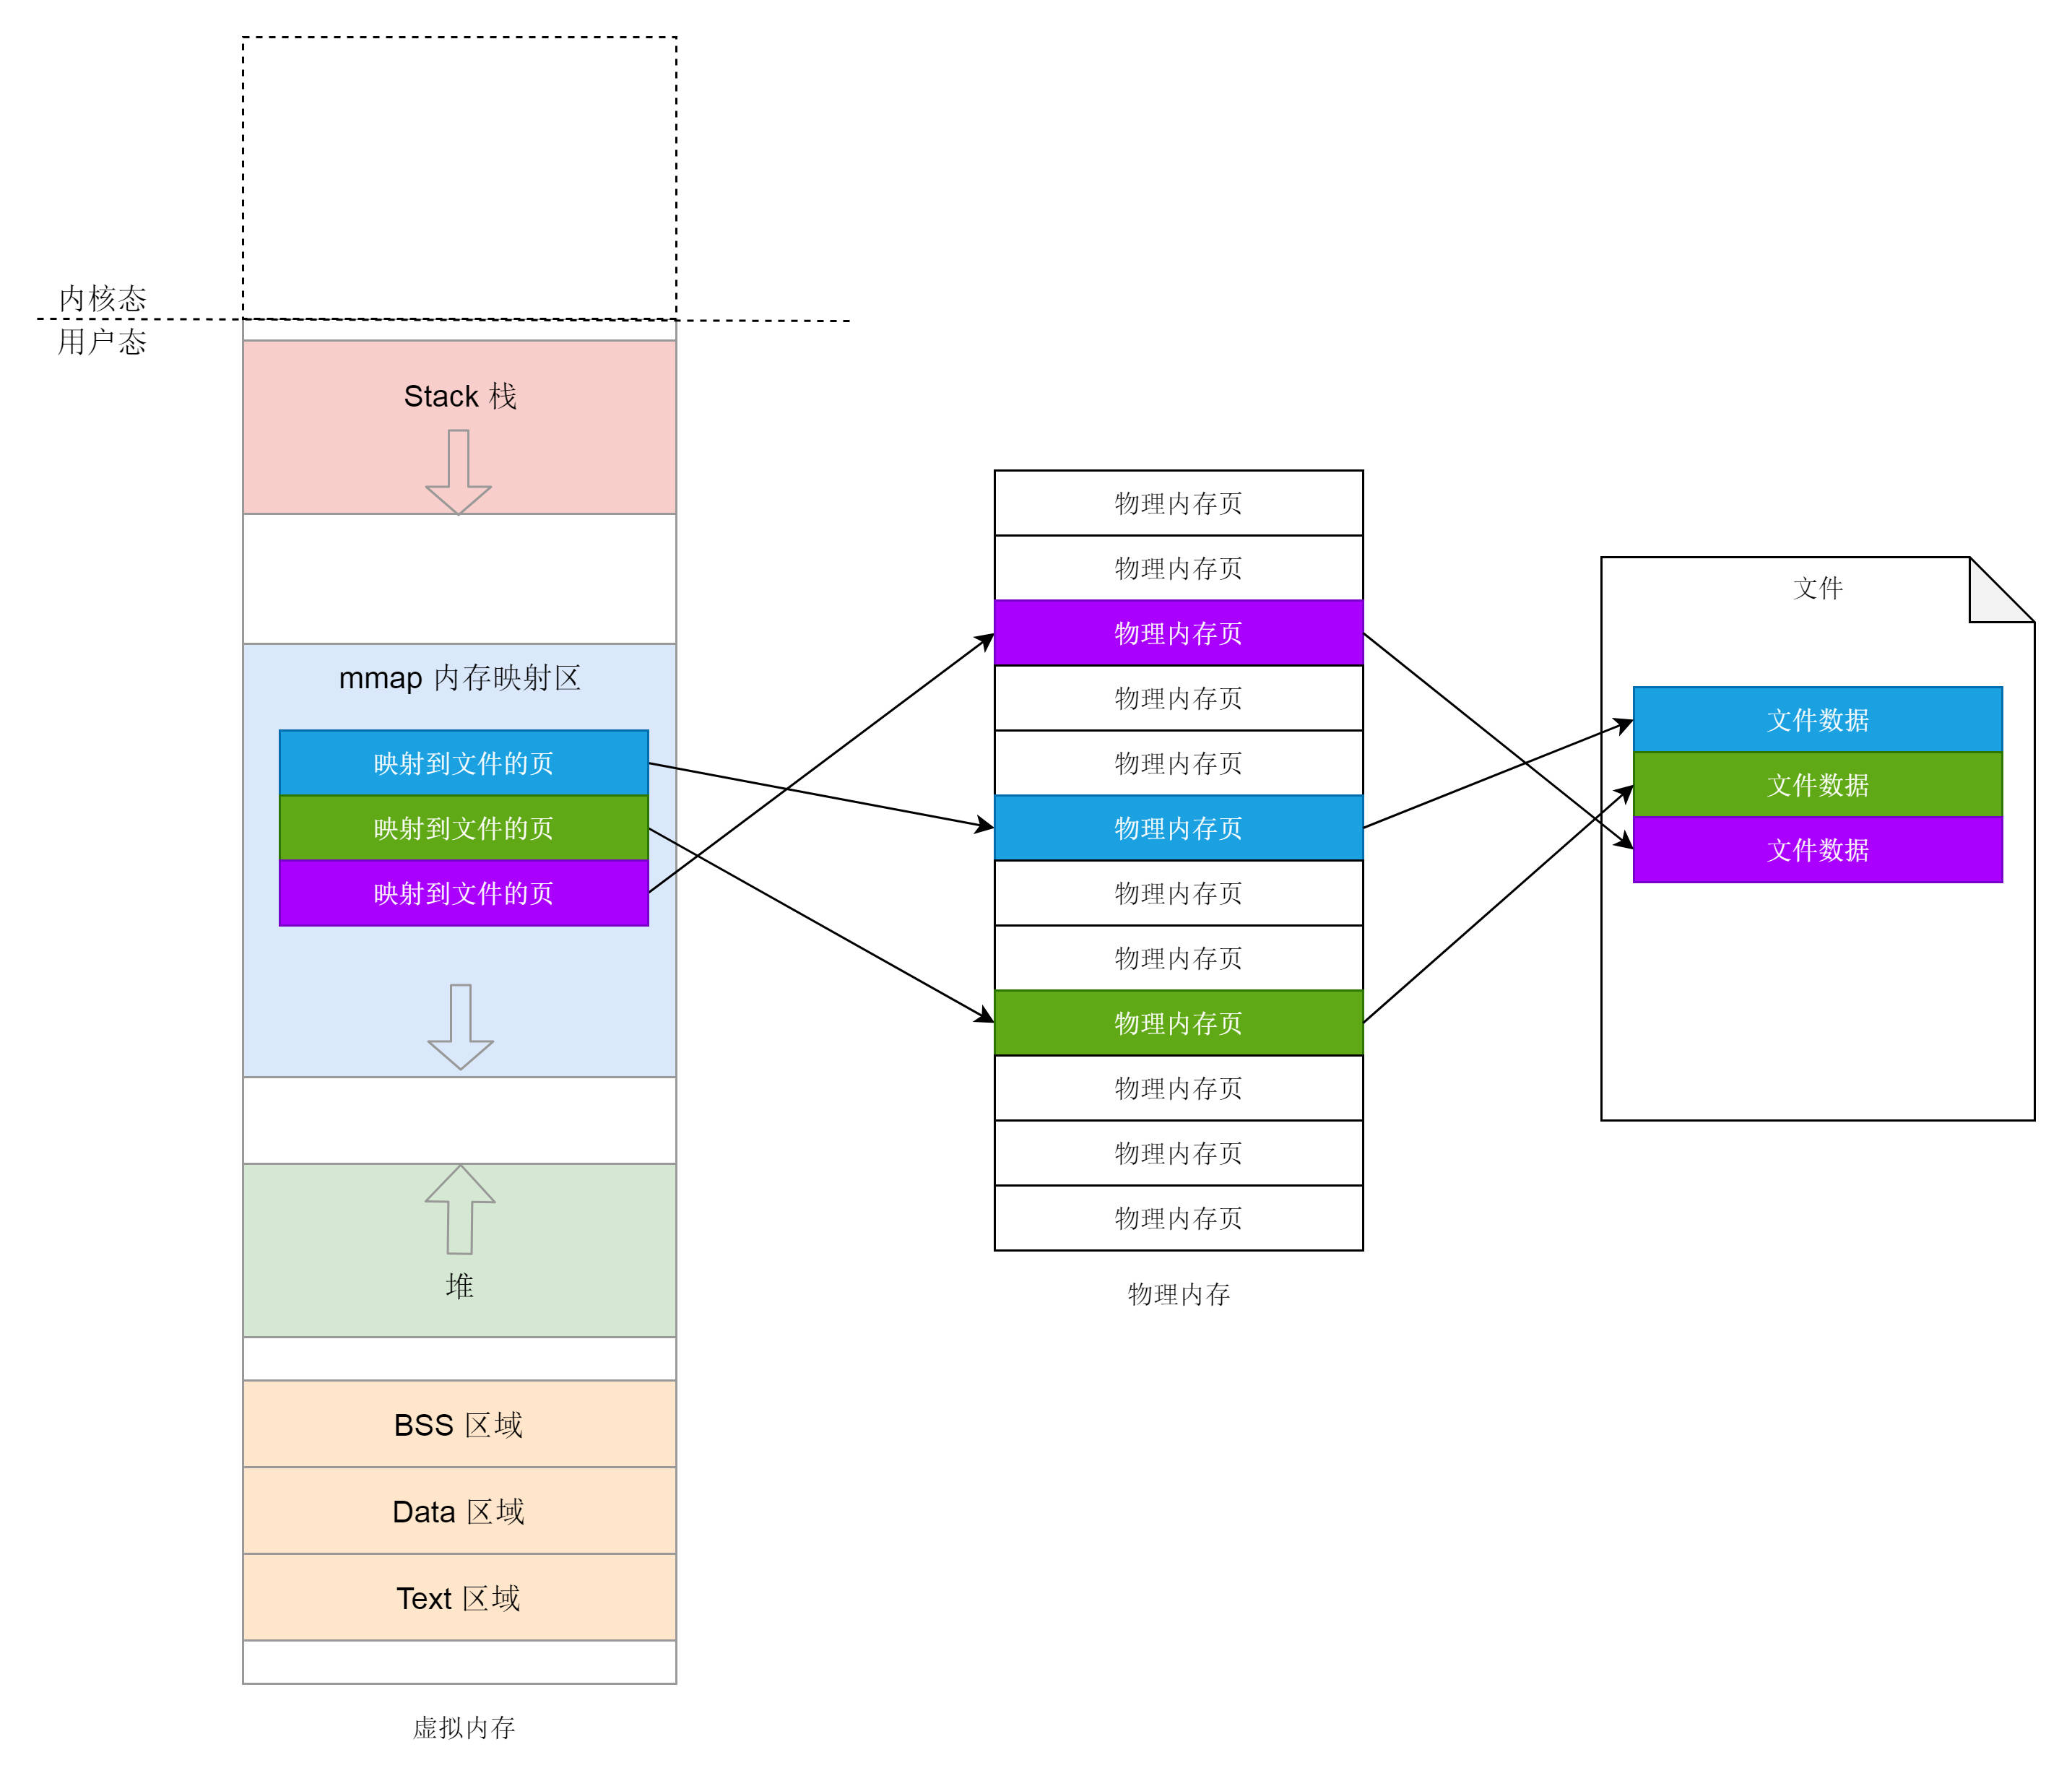 内核态
用户态
Stack 栈
mmap 内存映射区
映射到文件的页
映射到文件的页
映射到文件的页
堆
BSS 区域
Data 区域
Text 区域
虚拟内存
物理内存页
物理内存页
物理内存页
物理内存页
物理内存页
物理内存页
物理内存页
物理内存页
物理内存页
物理内存页
物理内存页
物理内存页
物理内存
文件
文件数据
文件数据
文件数据